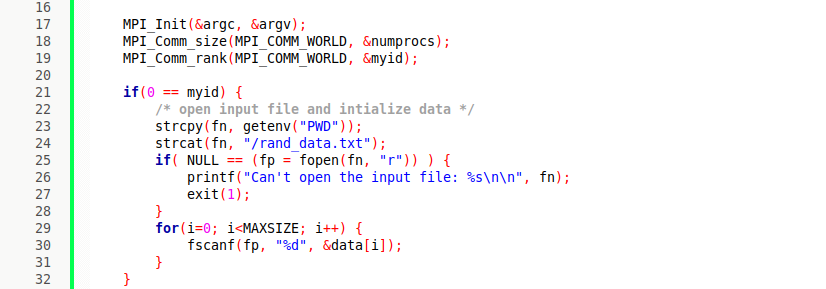 16
17 MPI_Init(&argc, &argv);
18 MPI_Comm_size(MPI_COMM_WORLD, &numprocs);
19 MPI_Comm_rank(MPI_COMM_WORLD, &myid);
20
21 if(0 == myid) {
22 /* open input file and intialize data */
23 strcpy(fn, getenv("PWD"));
24 strcat(fn, "/rand_data.txt");
25 if( NULL == (fp = fopen(fn, "r")) ) {
26 printf("Can't open the input file: %s\n\n", fn);
27 exit(1);
28 }
29 for(i=0; i<MAXSIZE; i++) {
30 fscanf(fp, "%d", &data[i]);
31 }
32 }